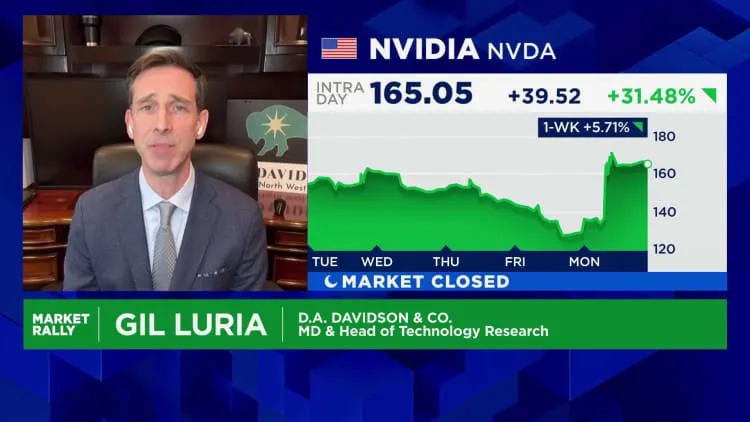 NVIDIA NVDA
INTRA
DAY 165.05 +39.52 +31.48%
1-WK +5.71%
180
160
140
120
TUE WED THU FRI MON
MARKET CLOSED
DAVID
North West
MARKET
RALLY
GIL LURIA
D.A. DAVIDSON & CO.
MD & Head of Technology Research